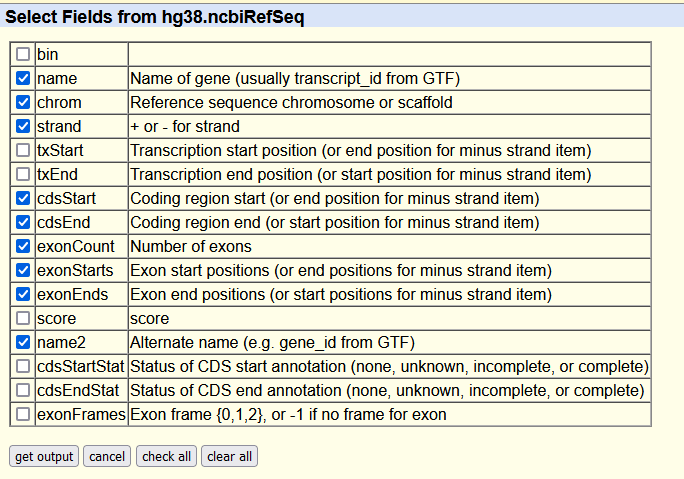 Select Fields from hg38.ncbiRefSeq
bin
name Name of gene (usually transcript_id from GTF)
chrom Reference sequence chromosome or scaffold
strand + or - for strand
txStart Transcription start position (or end position for minus strand item)
txEnd Transcription end position (or start position for minus strand item)
cdsStart Coding region start (or end position for minus strand item)
cdsEnd Coding region end (or start position for minus strand item)
exonCount Number of exons
exonStarts Exon start positions (or end positions for minus strand item)
exonEnds Exon end positions (or start positions for minus strand item)
score score
name2 Alternate name (e.g. gene_id from GTF)
cdsStartStat Status of CDS start annotation (none, unknown, incomplete, or complete)
cdsEndStat Status of CDS end annotation (none, unknown, incomplete, or complete)
exonFrames Exon frame {0,1,2}, or -1 if no frame for exon
get output cancel check all clear all